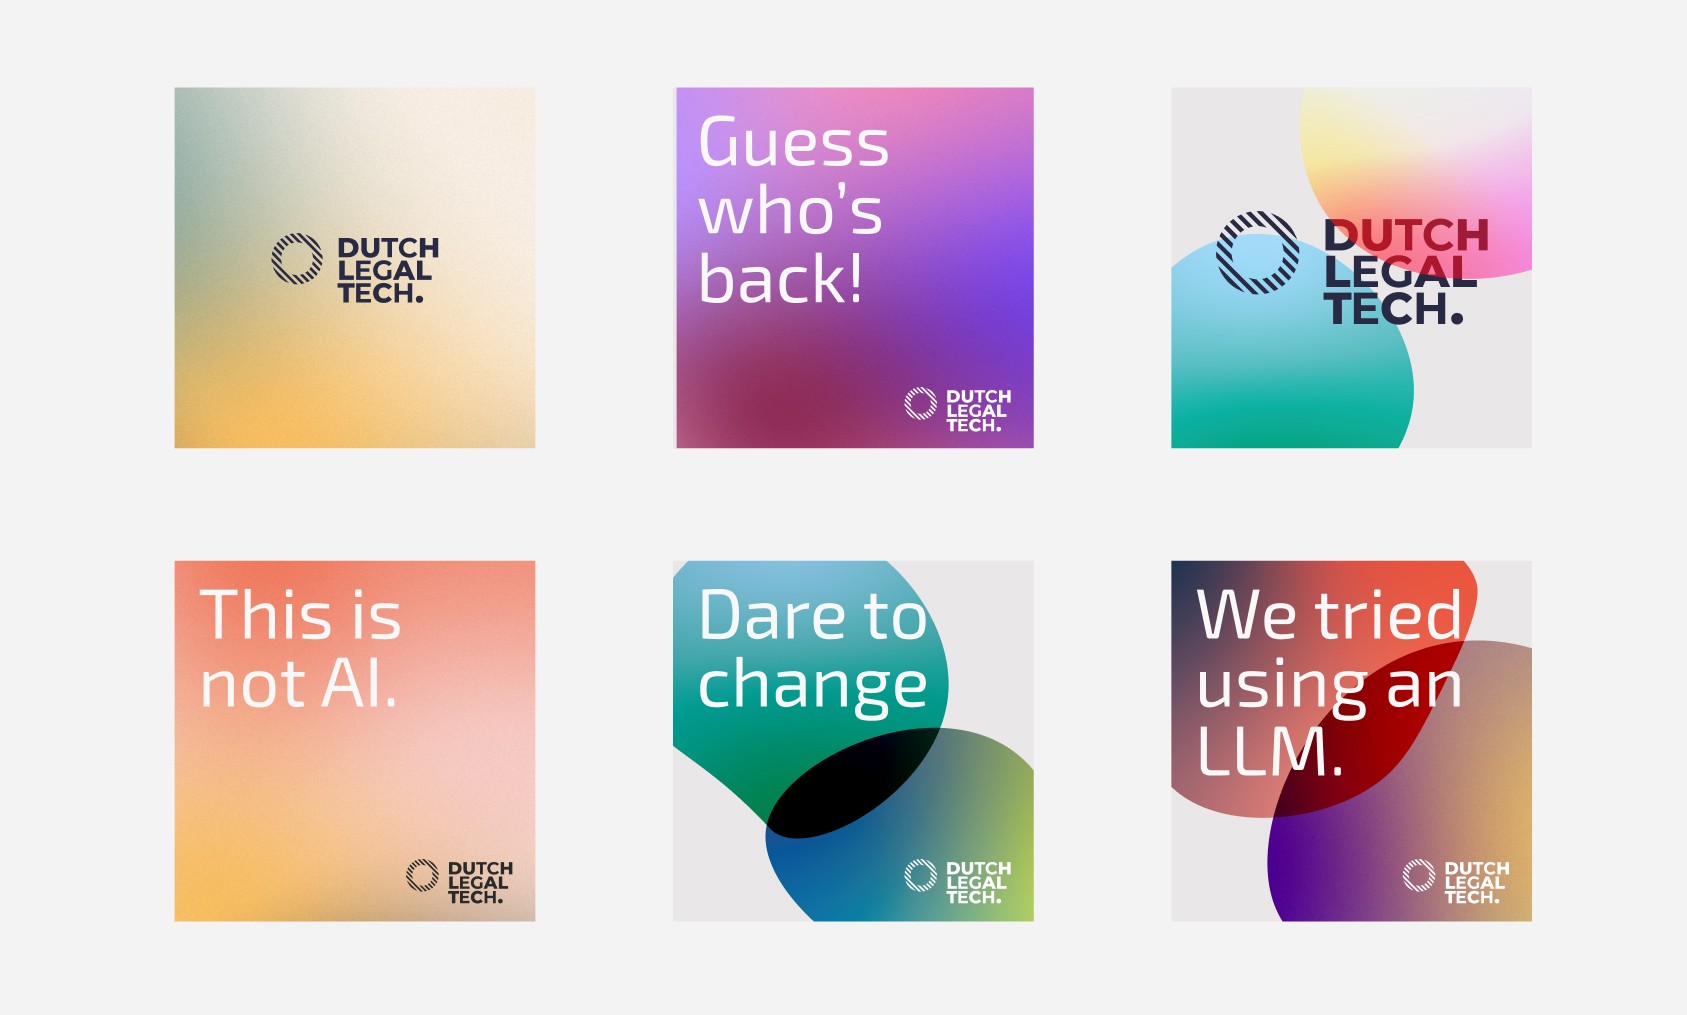 DUTCH
LEGAL
TECH.
Guess
who's
back!
DUTCH
LEGAL
TECH.
DUTCH
LEGAL
TECH.
This is
not AI.
DUTCH
LEGAL
TECH.
Dare to
change
DUTCH
LEGAL
TECH.
We tried
using an
LLM.
DUTCH
LEGAL
TECH.